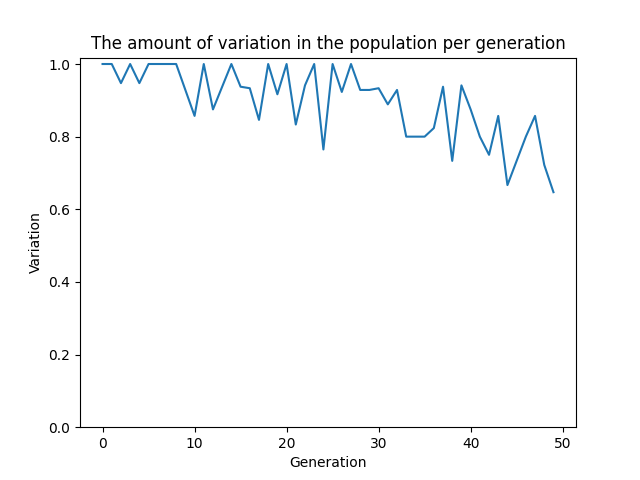 The amount of variation in the population per generation
1.0
0.8
0.6
0.4
0.2
0.0
Variation
0 10 20 30 40 50
Generation